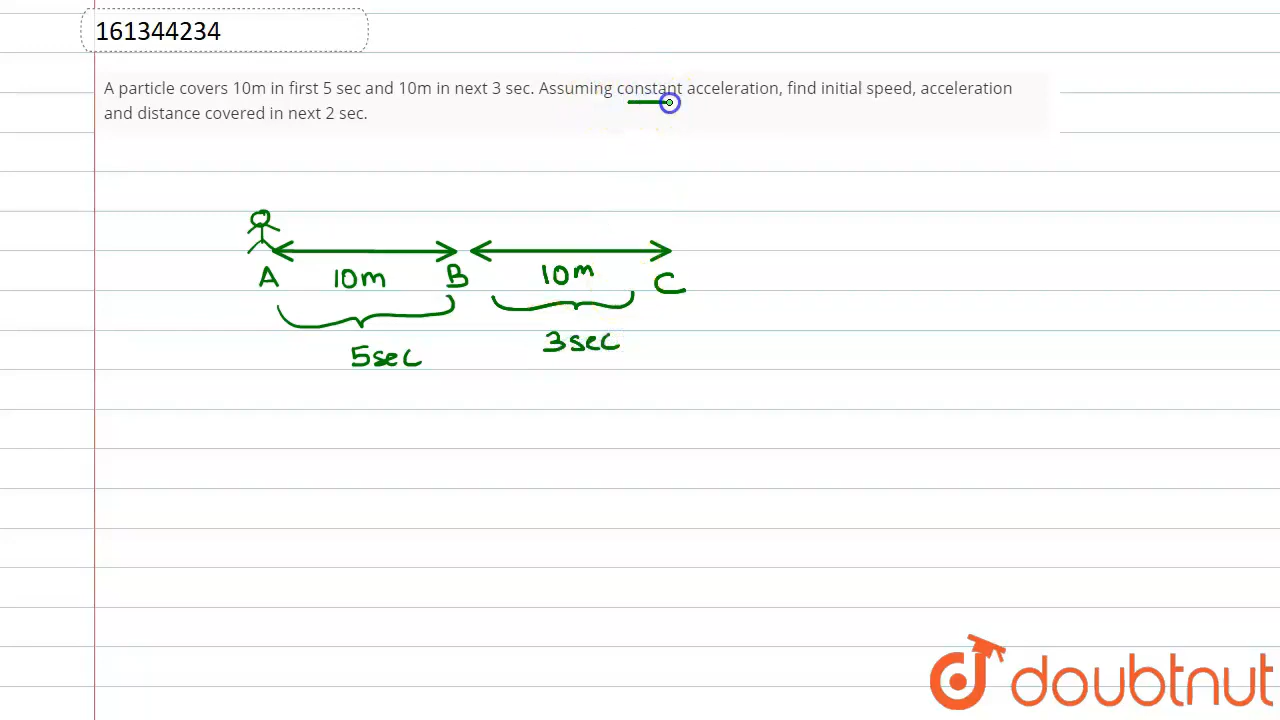 161344234
A particle covers 10m in first 5 sec and 10m in next 3 sec. Assuming constant acceleration, find initial speed, acceleration
and distance covered in next 2 sec.
A 10m B 10m C
5sec 3sec
doubtnut